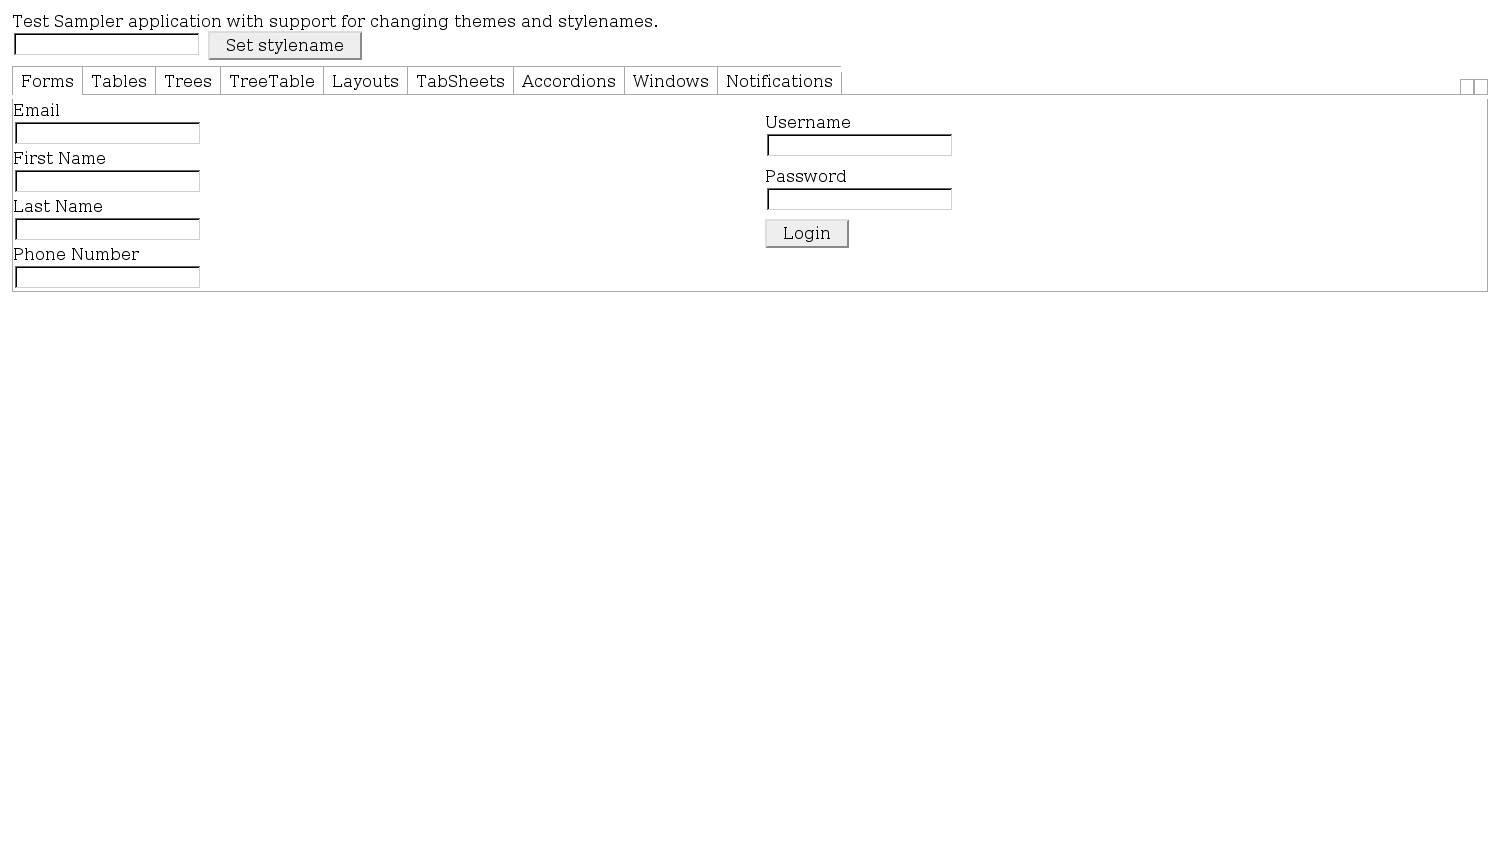 Test Sampler application with support for changing themes and stylenames.
Set stylename
Forms Tables Trees TreeTable Layouts TabSheets Accordions Windows Notifications
Email
First Name
Last Name
Phone Number
Username
Password
Login